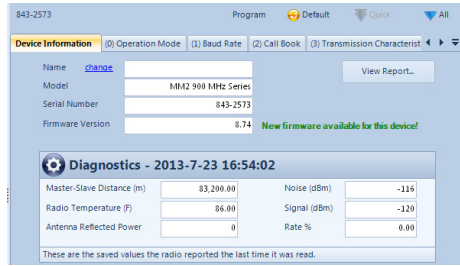 843-2573 Program Default Quick All
Device Information (0) Operation Mode (1) Baud Rate (2) Call Book (3) Transmission Characterist
Name change
View Report...
Model MM2 900 MHz Series
Serial Number 843-2573
Firmware Version 8.74 New firmware available for this device!
Diagnostics - 2013-7-23 16:54:02
Master-Slave Distance (m) 83,200.00 Noise (dBm) -116
Radio Temperature (F) 86.00 Signal (dBm) -120
Antenna Reflected Power 0 Rate % 0.00
These are the saved values the radio reported the last time it was read.